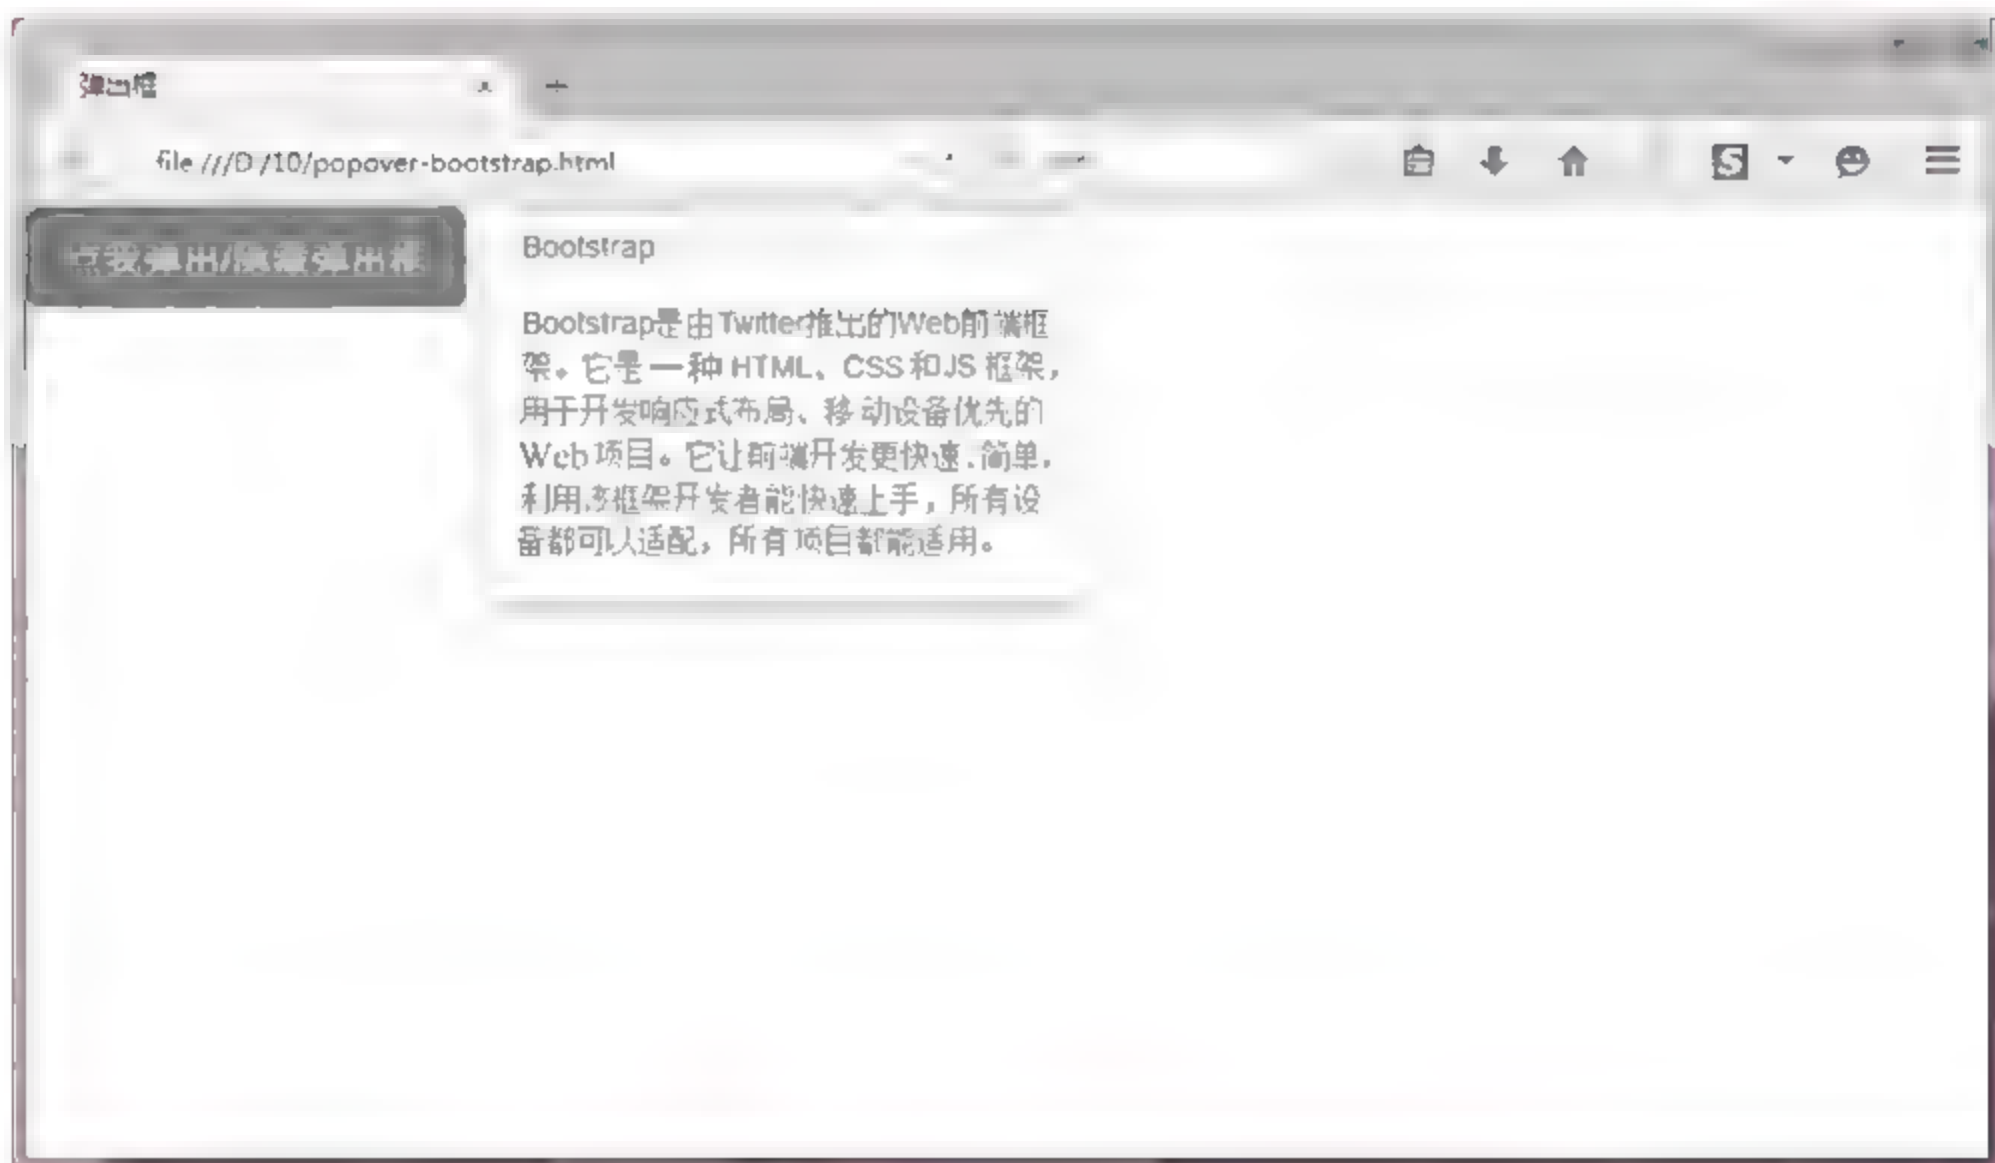 弹出框
file:///D:/10/popover-bootstrap.html
点我弹出/隐藏弹出框
Bootstrap
Bootstrap是由Twitter推出的Web前端框
架。它是一种 HTML、CSS和JS 框架,
用于开发响应式布局、移动设备优先的
Web 项目。它让前端开发更快速、简单,
利用该框架开发者能快速上手,所有设
备都可以适配,所有项目都能适用。